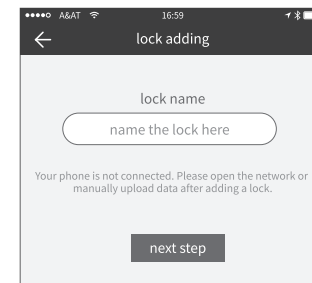 A&AT 16:59
lock adding
lock name
name the lock here
Your phone is not connected. Please open the network or
manually upload data after adding a lock.
next step